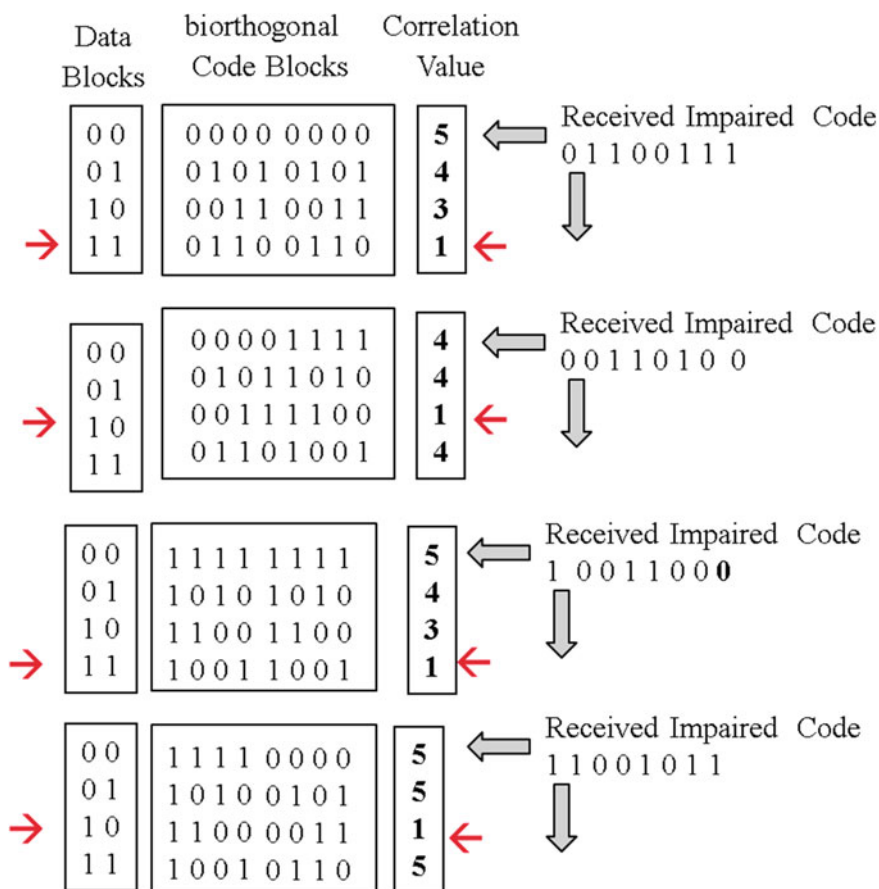 Data biorthogonal Correlation
Blocks Code Blocks Value
0 0 0 0 0 0 0 0 0 0 5 Received Impaired Code
0 1 0 1 0 1 0 1 0 1 4 0 1 1 0 0 1 1 1
1 0 0 0 1 1 0 0 1 1 3
1 1 0 1 1 0 0 1 1 0 1
0 0 0 0 0 0 1 1 1 1 4 Received Impaired Code
0 1 0 1 0 1 1 0 1 0 4 0 0 1 1 0 1 0 0
1 0 0 0 1 1 1 1 0 0 1
1 1 0 1 1 0 1 0 0 1 4
0 0 1 1 1 1 1 1 1 1 5 Received Impaired Code
0 1 1 0 1 0 1 0 1 0 4 1 0 0 1 1 0 0 0
1 0 1 1 0 0 1 1 0 0 3
1 1 1 0 0 1 1 0 0 1 1
0 0 1 1 1 1 0 0 0 0 5 Received Impaired Code
0 1 1 0 1 0 0 1 0 1 5 1 1 0 0 1 0 1 1
1 0 1 1 0 0 0 0 1 1 1
1 1 1 0 0 1 0 1 1 0 5